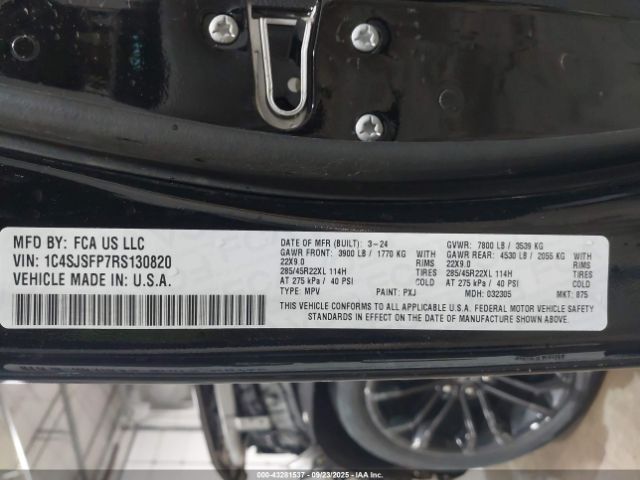 MFD BY: FCA US LLC
VIN: 1C4SJSFP7RS130820
VEHICLE MADE IN U.S.A.
DATE OF MFR (BUILT): 3-24 GVWR: 7800 LB / 3539 KG
GAWR FRONT: 3900 LB / 1770 KG WITH GAWR REAR: 4530 LB / 2055 KG WITH
22X9.0 RIMS 22X9.0 RIMS
285/45R22XL 114H 285/45R22XL 114H
AT 275 kPa / 40 PSI COLD AT 275 kPa / 40 PSI COLD
TYPE: MPV PAINT: PXJ MDH: 032305 MKT: 875
THIS VEHICLE CONFORMS TO ALL APPLICABLE U.S.A. FEDERAL MOTOR VEHICLE SAFETY
STANDARDS IN EFFECT ON THE DATE OF MANUFACTURE SHOWN ABOVE.
000-43281537 - 09/23/2025 - IAA Inc.